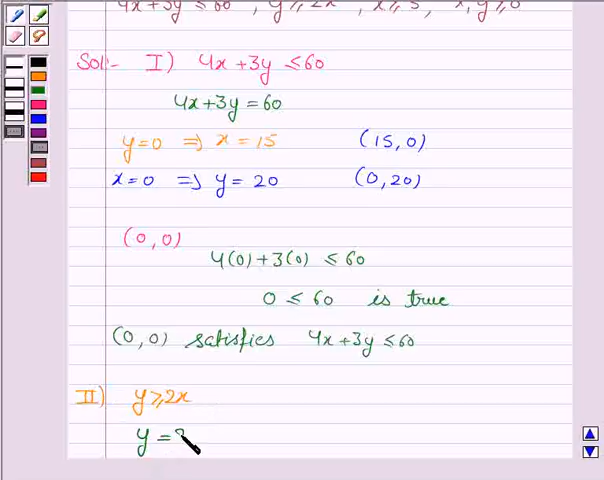 4x+3y ≤ 60, y ≥ 2x, x ≥ 3, x,y ≥ 0
Sol:- I) 4x+3y ≤ 60
4x+3y = 60
y=0 ⇒ x = 15 (15,0)
x=0 ⇒ y = 20 (0,20)
(0,0)
4(0)+3(0) ≤ 60
0 ≤ 60 is true
(0,0) satisfies 4x+3y ≤ 60
II) y ≥ 2x
y =